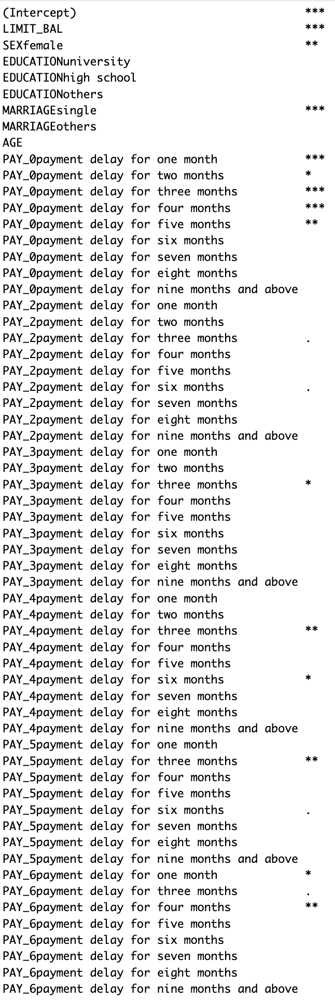 (Intercept) ***
LIMIT_BAL ***
SEXfemale **
EDUCATIONuniversity
EDUCATIONhigh school
EDUCATIONothers
MARRIAGEsingle ***
MARRIAGEothers
AGE
PAY_0payment delay for one month ***
PAY_0payment delay for two months *
PAY_0payment delay for three months ***
PAY_0payment delay for four months ***
PAY_0payment delay for five months **
PAY_0payment delay for six months
PAY_0payment delay for seven months
PAY_0payment delay for eight months
PAY_0payment delay for nine months and above
PAY_2payment delay for one month
PAY_2payment delay for two months
PAY_2payment delay for three months .
PAY_2payment delay for four months
PAY_2payment delay for five months
PAY_2payment delay for six months .
PAY_2payment delay for seven months
PAY_2payment delay for eight months
PAY_2payment delay for nine months and above
PAY_3payment delay for one month
PAY_3payment delay for two months
PAY_3payment delay for three months *
PAY_3payment delay for four months
PAY_3payment delay for five months
PAY_3payment delay for six months
PAY_3payment delay for seven months
PAY_3payment delay for eight months
PAY_3payment delay for nine months and above
PAY_4payment delay for one month
PAY_4payment delay for two months
PAY_4payment delay for three months **
PAY_4payment delay for four months
PAY_4payment delay for five months
PAY_4payment delay for six months *
PAY_4payment delay for seven months
PAY_4payment delay for eight months
PAY_4payment delay for nine months and above
PAY_5payment delay for one month
PAY_5payment delay for three months **
PAY_5payment delay for four months
PAY_5payment delay for five months
PAY_5payment delay for six months .
PAY_5payment delay for seven months
PAY_5payment delay for eight months
PAY_5payment delay for nine months and above
PAY_6payment delay for one month *
PAY_6payment delay for three months .
PAY_6payment delay for four months **
PAY_6payment delay for five months
PAY_6payment delay for six months
PAY_6payment delay for seven months
PAY_6payment delay for eight months
PAY_6payment delay for nine months and above